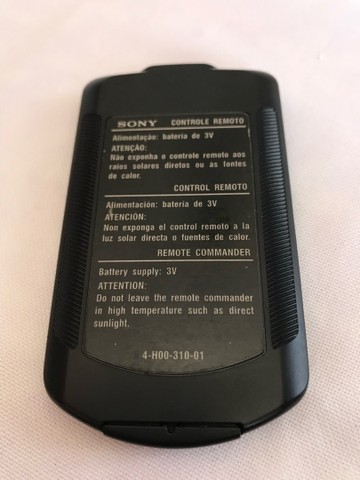 SONY CONTROLE REMOTO
Alimentação: bateria de 3V
ATENÇÃO:
Não exponha o controle remoto aos
raios solares diretos ou as fontes
de calor.
CONTROL REMOTO
Alimentación: bateria de 3V
ATENCIÓN:
Non exponga el control remoto a la
luz solar directa o fuentes de calor.
REMOTE COMMANDER
Battery supply: 3V
ATTENTION:
Do not leave the remote commander
in high temperature such as direct
sunlight.
4-H00-310-01